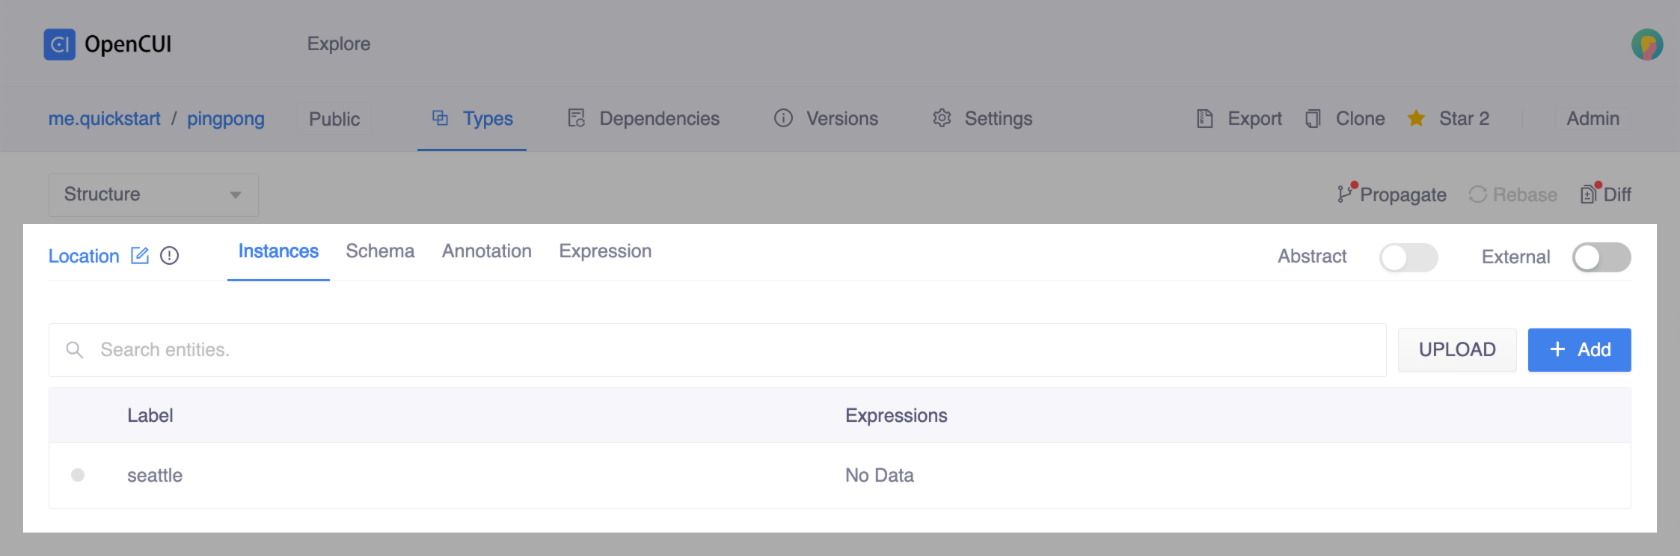 OpenCUI Explore
me.quickstart / pingpong Public Types Dependencies Versions Settings Export Clone Star 2 Admin
Structure Propagate Rebase Diff
Location Instances Schema Annotation Expression Abstract External
Search entities. UPLOAD + Add
Label Expressions
seattle No Data